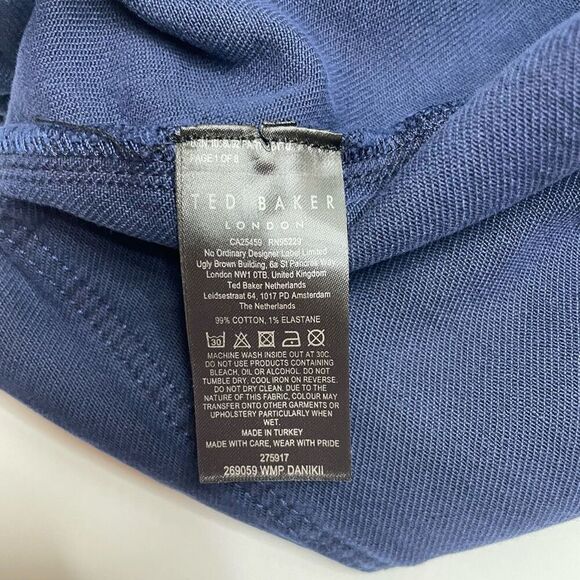 PAGE 1 OF 8
TED BAKER
LONDON
CA25459 RN95229
No Ordinary Designer Label Limited
Ugly Brown Building, 6a St Pancras Way
London NW1 0TB, United Kingdom
Ted Baker Netherlands
Leidsestraat 64, 1017 PD Amsterdam
The Netherlands
99% COTTON, 1% ELASTANE
30
MACHINE WASH INSIDE OUT AT 30C.
DO NOT USE PRODUCTS CONTAINING
BLEACH, OIL OR ALCOHOL. DO NOT
TUMBLE DRY. COOL IRON ON REVERSE.
DO NOT DRY CLEAN. DUE TO THE
NATURE OF THIS FABRIC, COLOUR MAY
TRANSFER ONTO OTHER GARMENTS OR
UPHOLSTERY PARTICULARLY WHEN
WET.
MADE IN TURKEY
MADE WITH CARE, WEAR WITH PRIDE
275917
269059 WMP DANIKII